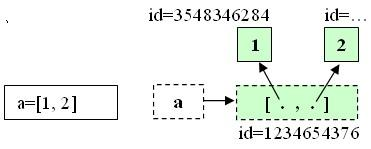 id=3548346284 id=...
1 2
a=[1, 2] a [ . , . ]
id=1234654376